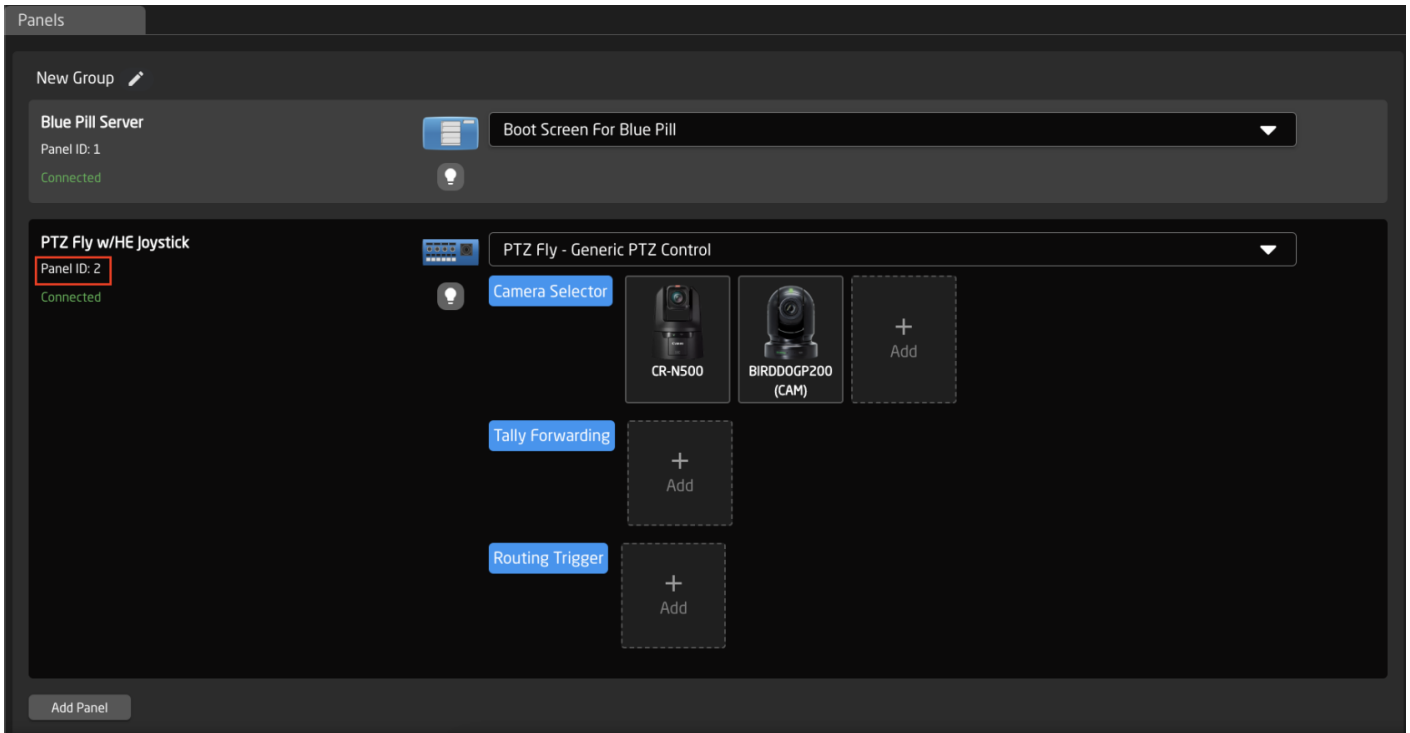 Panels
New Group
Blue Pill Server
Panel ID: 1
Connected
Boot Screen For Blue Pill
PTZ Fly w/HE Joystick
Panel ID: 2
Connected
PTZ Fly - Generic PTZ Control
Camera Selector
CR-N500
BIRDDOGP200
(CAM)
+
Add
Tally Forwarding
+
Add
Routing Trigger
+
Add
Add Panel